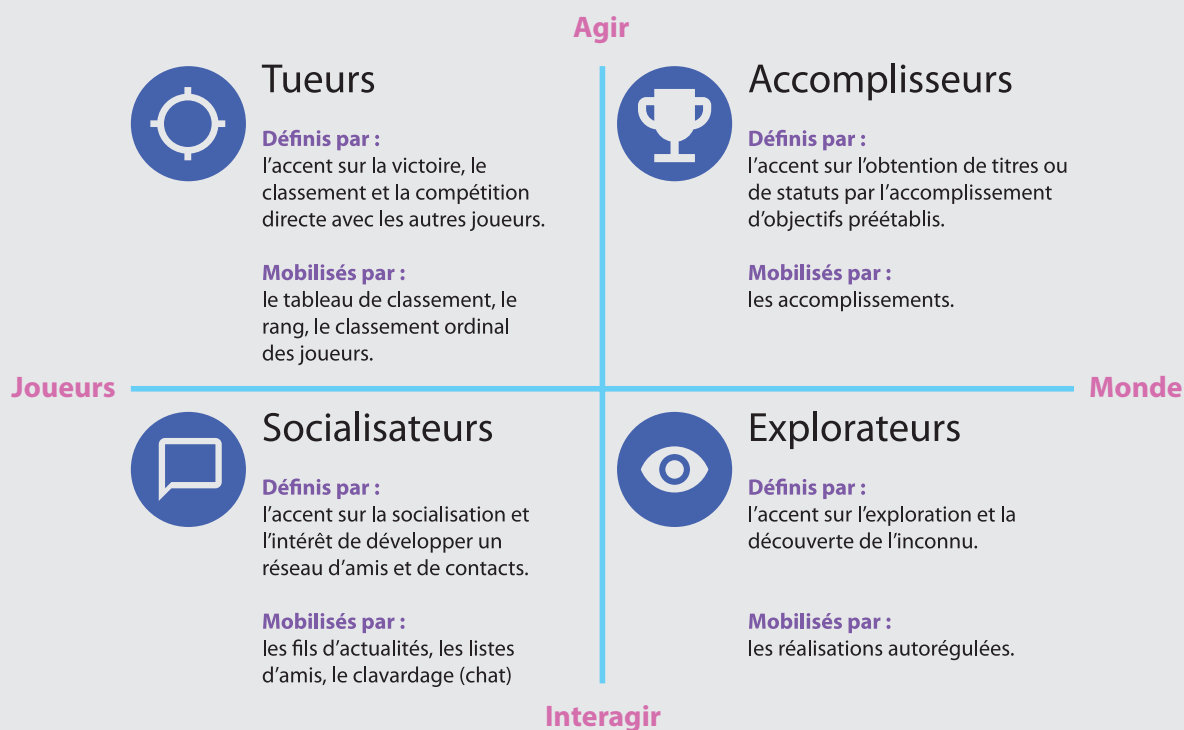 Agir
Tueurs
Définis par :
l’accent sur la victoire, le
classement et la compétition
directe avec les autres joueurs.
Mobilisés par :
le tableau de classement, le
rang, le classement ordinal
des joueurs.
Accomplisseurs
Définis par :
l’accent sur l’obtention de titres ou
de statuts par l’accomplissement
d’objectifs préétablis.
Mobilisés par :
les accomplissements.
Joueurs
Monde
Socialisateurs
Définis par :
l’accent sur la socialisation et
l’intérêt de développer un
réseau d’amis et de contacts.
Mobilisés par :
les fils d’actualités, les listes
d’amis, le clavardage (chat)
Explorateurs
Définis par :
l’accent sur l’exploration et la
découverte de l’inconnu.
Mobilisés par :
les réalisations autorégulées.
Interagir